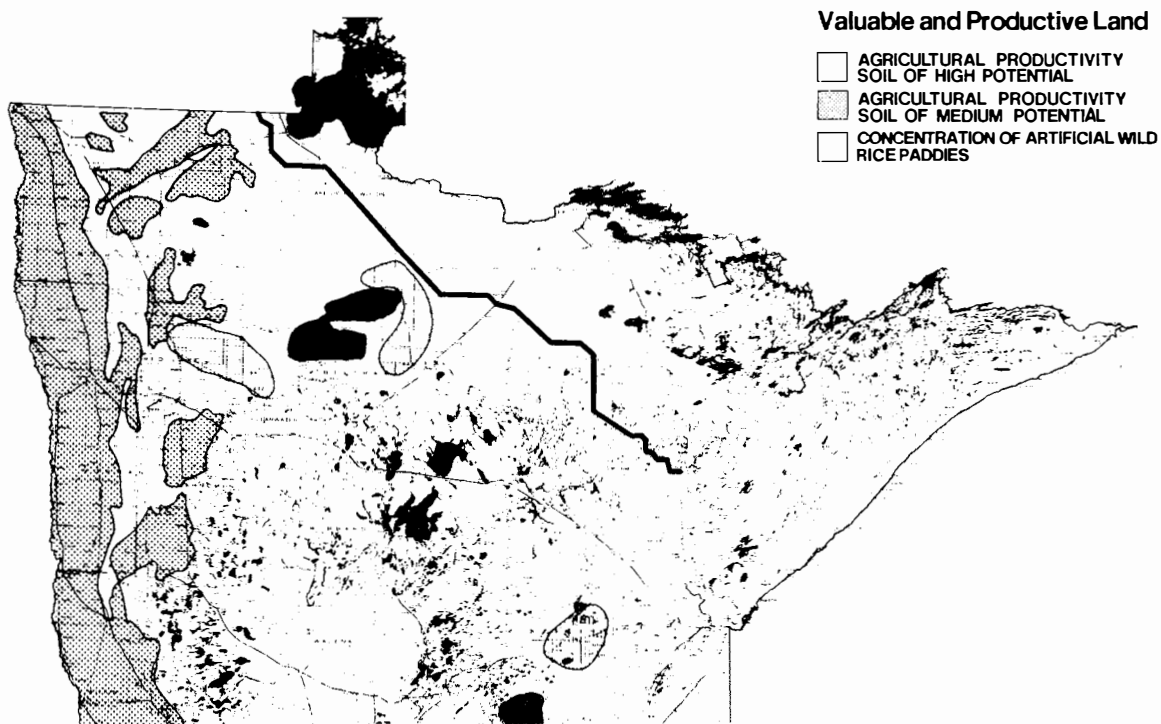 Valuable and Productive Land
AGRICULTURAL PRODUCTIVITY
SOIL OF HIGH POTENTIAL
AGRICULTURAL PRODUCTIVITY
SOIL OF MEDIUM POTENTIAL
CONCENTRATION OF ARTIFICIAL WILD
RICE PADDIES